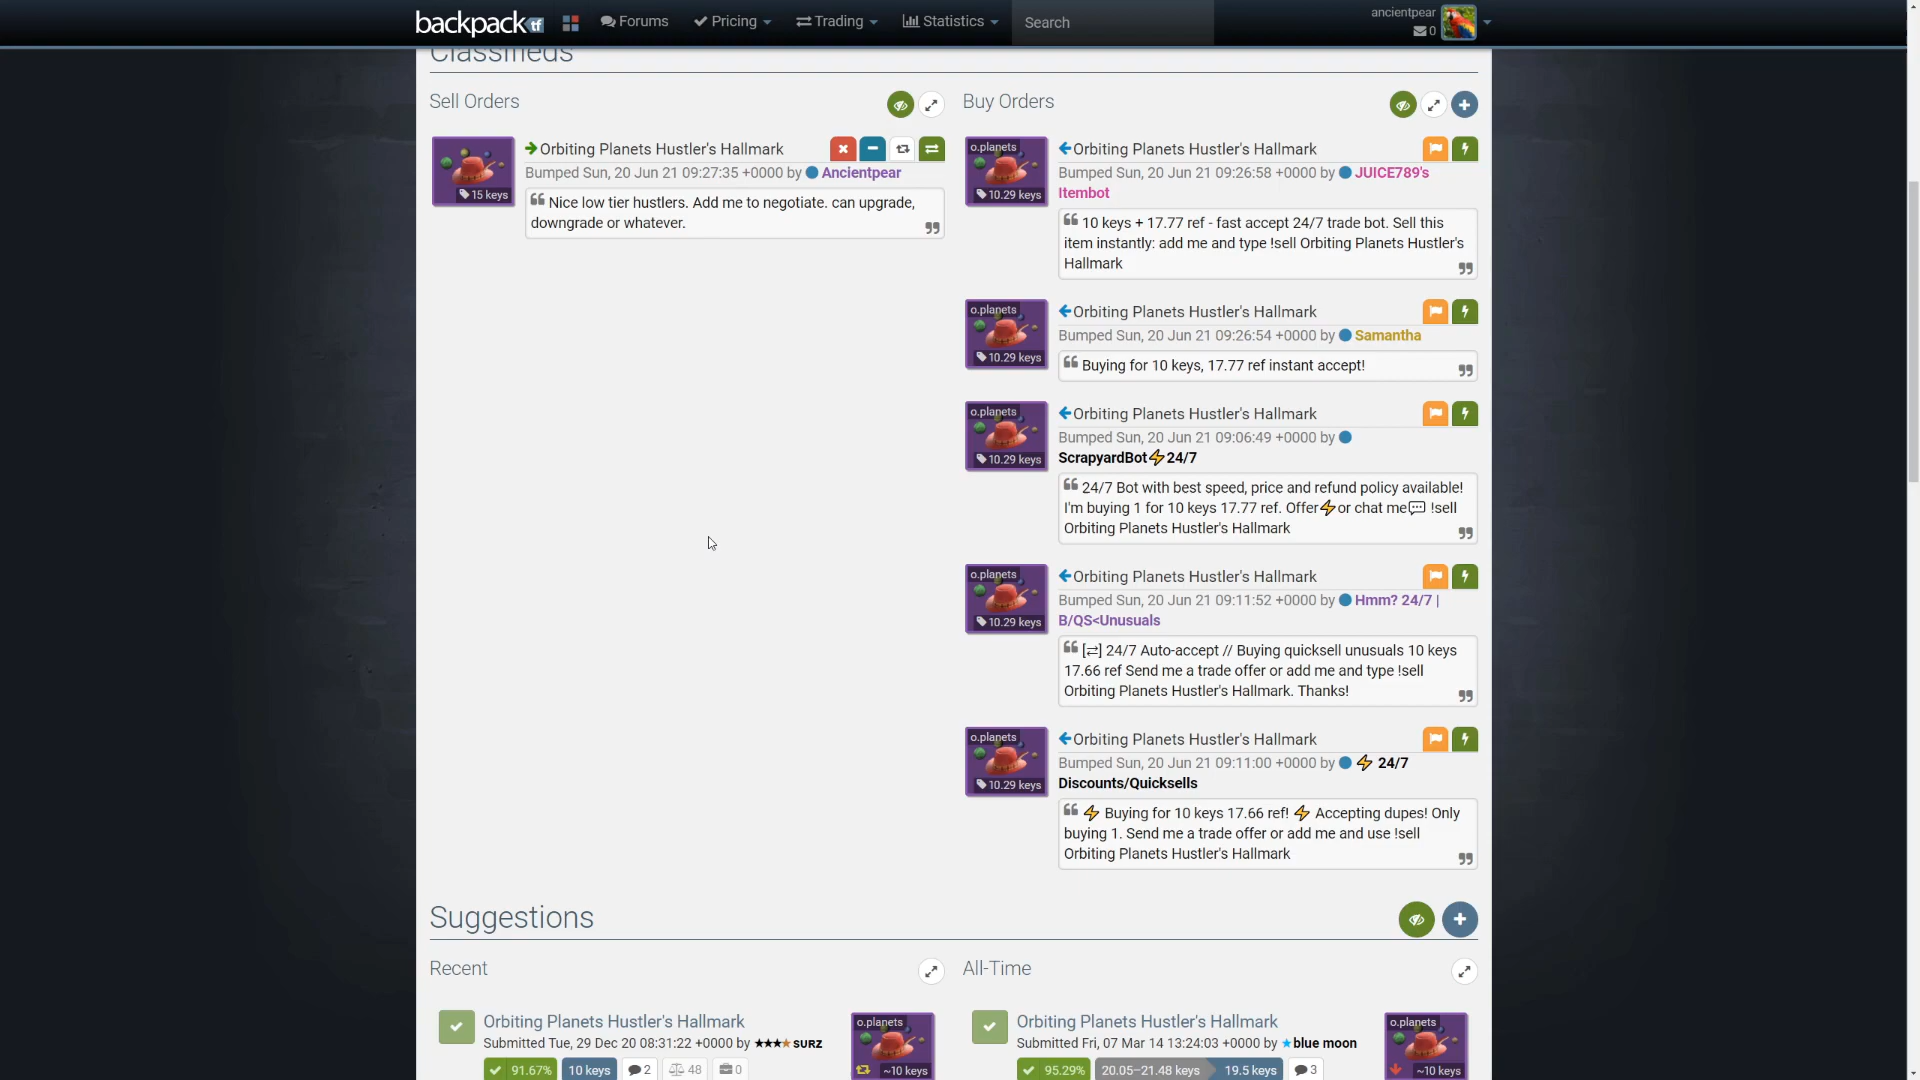 backpack tf
Forums
Pricing
Trading
Statistics
Search
ancientpear
0
Classifieds
Sell Orders
Orbiting Planets Hustler's Hallmark
Bumped Sun, 20 Jun 21 09:27:35 +0000 by Ancientpear
15 keys
Nice low tier hustlers. Add me to negotiate. can upgrade,
downgrade or whatever.
Buy Orders
o.planets
10.29 keys
Orbiting Planets Hustler's Hallmark
Bumped Sun, 20 Jun 21 09:26:58 +0000 by JUICE789's
Itembot
10 keys + 17.77 ref - fast accept 24/7 trade bot. Sell this
item instantly: add me and type !sell Orbiting Planets Hustler's
Hallmark
o.planets
10.29 keys
Orbiting Planets Hustler's Hallmark
Bumped Sun, 20 Jun 21 09:26:54 +0000 by Samantha
Buying for 10 keys, 17.77 ref instant accept!
o.planets
10.29 keys
Orbiting Planets Hustler's Hallmark
Bumped Sun, 20 Jun 21 09:06:49 +0000 by
ScrapyardBot⚡24/7
24/7 Bot with best speed, price and refund policy available!
I'm buying 1 for 10 keys 17.77 ref. Offer⚡or chat me💬 !sell
Orbiting Planets Hustler's Hallmark
o.planets
10.29 keys
Orbiting Planets Hustler's Hallmark
Bumped Sun, 20 Jun 21 09:11:52 +0000 by Hmm? 24/7 |
B/QS<Unusuals
[⇄] 24/7 Auto-accept // Buying quicksell unusuals 10 keys
17.66 ref Send me a trade offer or add me and type !sell
Orbiting Planets Hustler's Hallmark. Thanks!
o.planets
10.29 keys
Orbiting Planets Hustler's Hallmark
Bumped Sun, 20 Jun 21 09:11:00 +0000 by ⚡ 24/7
Discounts/Quicksells
⚡ Buying for 10 keys 17.66 ref! ⚡ Accepting dupes! Only
buying 1. Send me a trade offer or add me and use !sell
Orbiting Planets Hustler's Hallmark
Suggestions
Recent
Orbiting Planets Hustler's Hallmark
Submitted Tue, 29 Dec 20 08:31:22 +0000 by ★★★★ SURZ
91.67% 10 keys 2 48 0
o.planets
~10 keys
All-Time
Orbiting Planets Hustler's Hallmark
Submitted Fri, 07 Mar 14 13:24:03 +0000 by ★blue moon
95.29% 20.05–21.48 keys 19.5 keys 3
o.planets
~10 keys